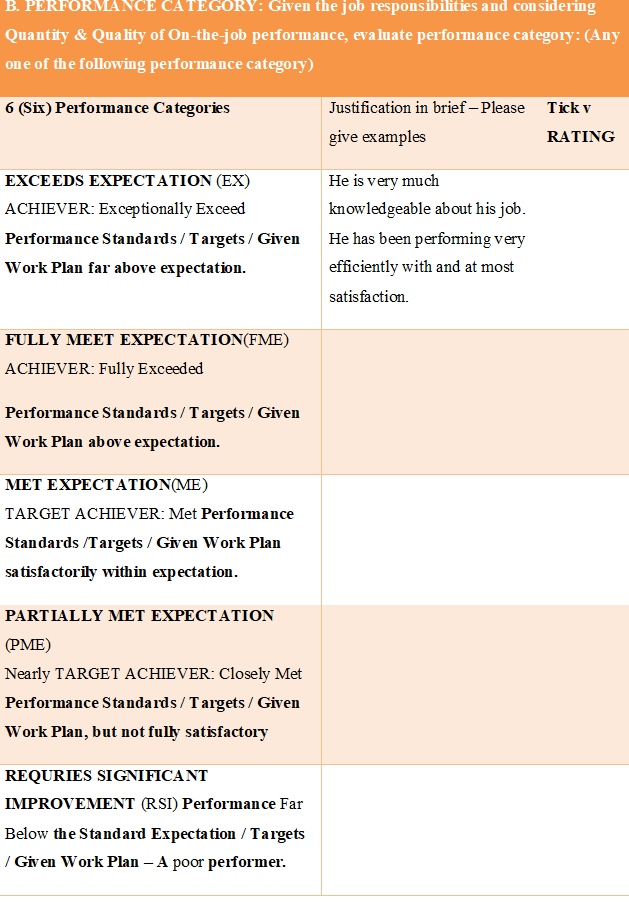 B. PERFORMANCE CATEGORY: Given the job responsibilities and considering
Quantity & Quality of On-the-job performance, evaluate performance category: (Any
one of the following performance category)
6 (Six) Performance Categories
Justification in brief – Please
give examples
Tick v
RATING
EXCEEDS EXPECTATION (EX)
ACHIEVER: Exceptionally Exceed
Performance Standards / Targets / Given
Work Plan far above expectation.
He is very much
knowledgeable about his job.
He has been performing very
efficiently with and at most
satisfaction.
FULLY MEET EXPECTATION(FME)
ACHIEVER: Fully Exceeded
Performance Standards / Targets / Given
Work Plan above expectation.
MET EXPECTATION(ME)
TARGET ACHIEVER: Met Performance
Standards /Targets / Given Work Plan
satisfactorily within expectation.
PARTIALLY MET EXPECTATION
(PME)
Nearly TARGET ACHIEVER: Closely Met
Performance Standards / Targets / Given
Work Plan, but not fully satisfactory
REQURIES SIGNIFICANT
IMPROVEMENT (RSI) Performance Far
Below the Standard Expectation / Targets
/ Given Work Plan – A poor performer.